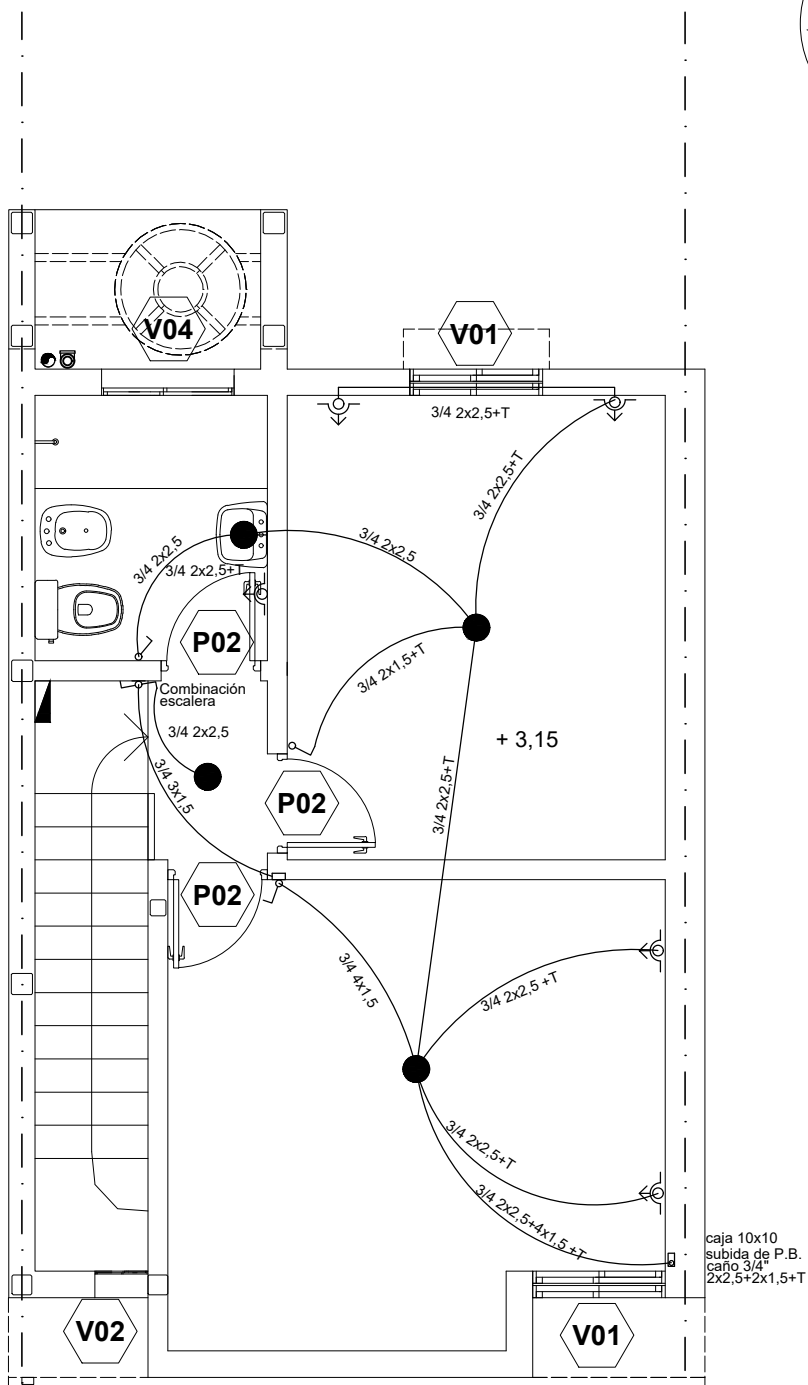 V04
V01
3/4 2x2,5+T
3/4 2x2,5+T
3/4 2x2,5
3/4 2x2,5
3/4 2x2,5+T
P02
3/4 2x1,5+T
Combinación
escalera
3/4 2x2,5
+ 3,15
3/4 3x1,5
P02
3/4 2x2,5+T
P02
3/4 4x1,5
3/4 2x2,5 +T
3/4 2x2,5+T
3/4 2x2,5+4x1,5 +T
caja 10x10
subida de P.B.
caño 3/4"
2x2,5+2x1,5+T
V02
V01